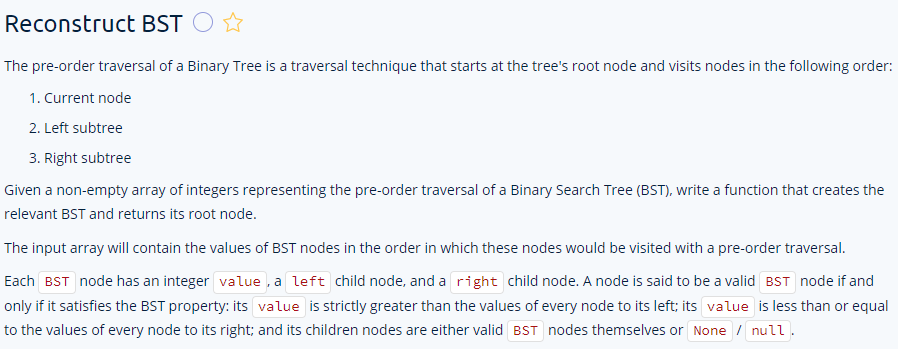 Reconstruct BST
The pre-order traversal of a Binary Tree is a traversal technique that starts at the tree's root node and visits nodes in the following order:
1. Current node
2. Left subtree
3. Right subtree
Given a non-empty array of integers representing the pre-order traversal of a Binary Search Tree (BST), write a function that creates the
relevant BST and returns its root node.
The input array will contain the values of BST nodes in the order in which these nodes would be visited with a pre-order traversal.
Each BST node has an integer value , a left child node, and a right child node. A node is said to be a valid BST node if and
only if it satisfies the BST property: its value is strictly greater than the values of every node to its left; its value is less than or equal
to the values of every node to its right; and its children nodes are either valid BST nodes themselves or None / null .